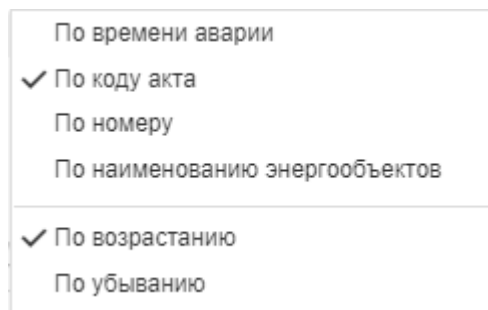 По времени аварии
По коду акта
По номеру
По наименованию энергообъектов
По возрастанию
По убыванию